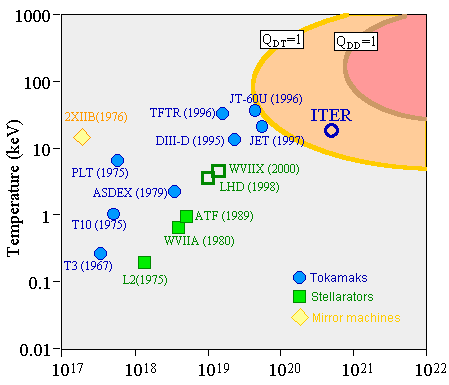 1000
Q_DT=1
Q_DD=1
100
JT-60U (1996)
TFTR (1996)
2XIIB(1976)
ITER
DIII-D (1995)
JET (1997)
10
PLT (1975)
WVIIX (2000)
ASDEX (1979)
LHD (1998)
T10 (1975)
ATF (1989)
1
WVIIA (1980)
T3 (1967)
L2(1975)
0.1
Tokamaks
Stellarators
Mirror machines
0.01
10^17 10^18 10^19 10^20 10^21 10^22
Temperature (keV)